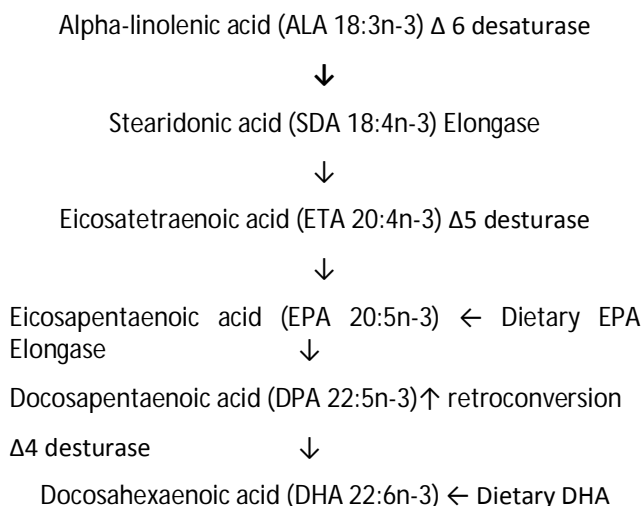 Alpha-linolenic acid (ALA 18:3n-3) Δ 6 desaturase
↓
Stearidonic acid (SDA 18:4n-3) Elongase
↓
Eicosatetraenoic acid (ETA 20:4n-3) Δ5 desturase
↓
Eicosapentaenoic acid (EPA 20:5n-3) ← Dietary EPA
Elongase ↓
Docosapentaenoic acid (DPA 22:5n-3)↑ retroconversion
Δ4 desturase ↓
Docosahexaenoic acid (DHA 22:6n-3) ← Dietary DHA